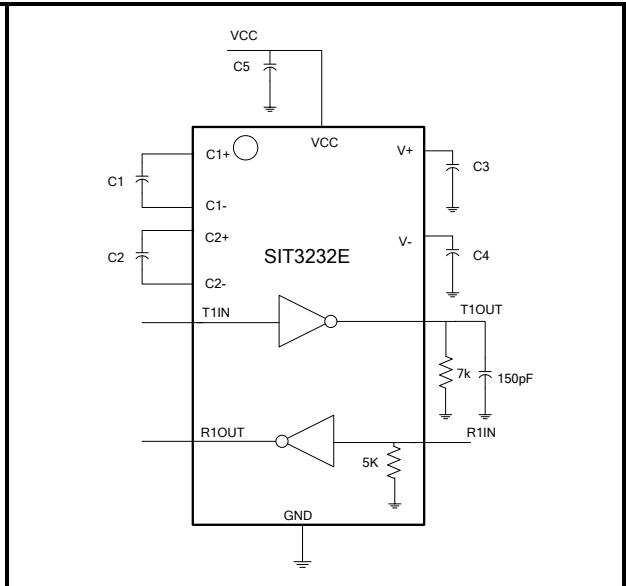 VCC
C5
VCC
C1+
V+
C1
C3
C1-
C2+
V-
C2
SIT3232E
C4
C2-
T1IN
T1OUT
7k
150pF
R1OUT
R1IN
5K
GND